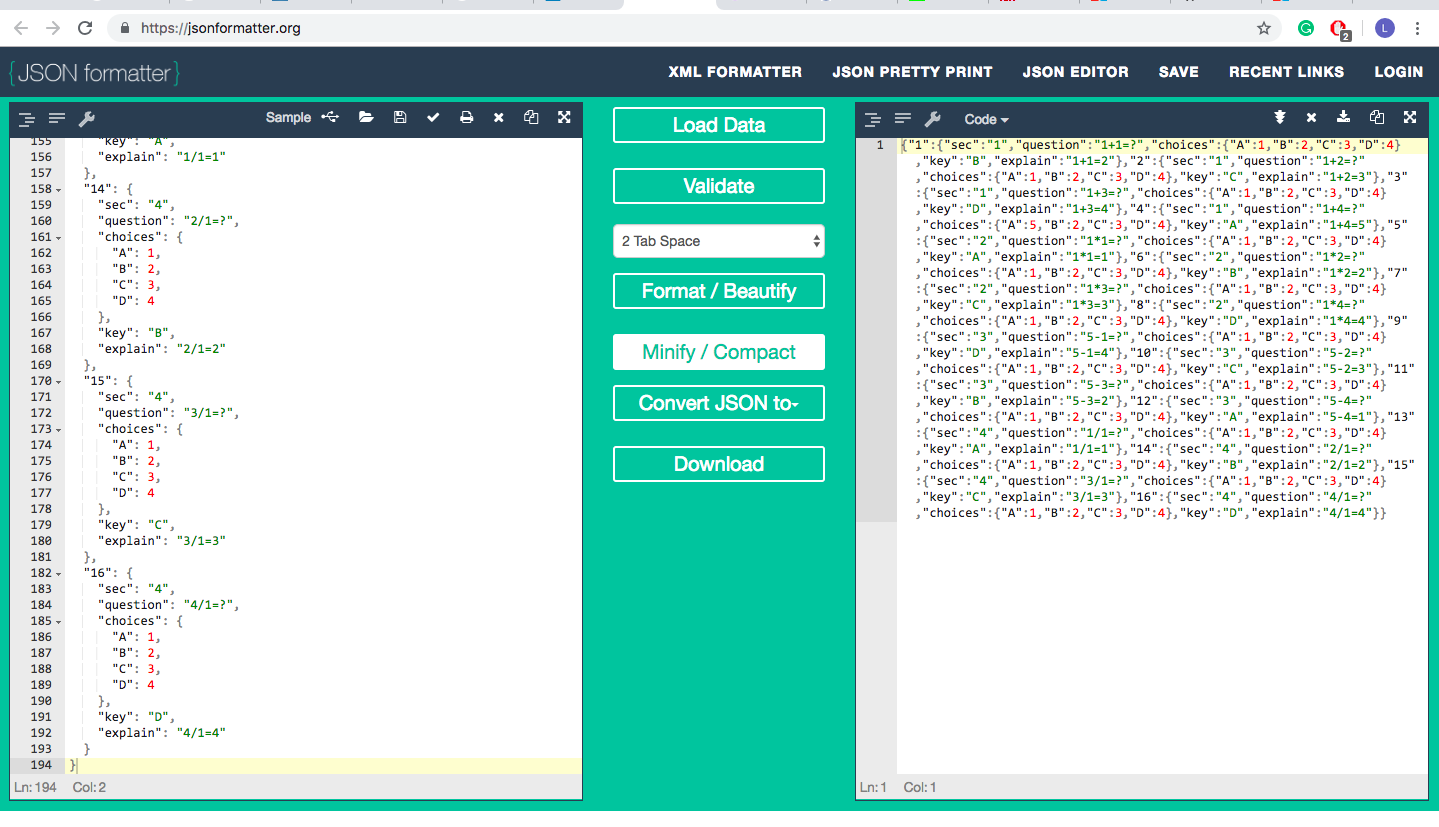 https://jsonformatter.org
2
L
{JSON formatter}
XML FORMATTER JSON PRETTY PRINT JSON EDITOR SAVE RECENT LINKS LOGIN
Sample
155 "key": "A",
156 "explain": "1/1=1"
157 },
158 "14": {
159 "sec": "4",
160 "question": "2/1=?",
161 "choices": {
162 "A": 1,
163 "B": 2,
164 "C": 3,
165 "D": 4
166 },
167 "key": "B",
168 "explain": "2/1=2"
169 },
170 "15": {
171 "sec": "4",
172 "question": "3/1=?",
173 "choices": {
174 "A": 1,
175 "B": 2,
176 "C": 3,
177 "D": 4
178 },
179 "key": "C",
180 "explain": "3/1=3"
181 },
182 "16": {
183 "sec": "4",
184 "question": "4/1=?",
185 "choices": {
186 "A": 1,
187 "B": 2,
188 "C": 3,
189 "D": 4
190 },
191 "key": "D",
192 "explain": "4/1=4"
193 }
194 }
Ln: 194 Col: 2
Load Data
Validate
2 Tab Space
Format / Beautify
Minify / Compact
Convert JSON to
Download
Code
1 {"1":{"sec":"1","question":"1+1=?","choices":{"A":1,"B":2,"C":3,"D":4}
,"key":"B","explain":"1+1=2"},"2":{"sec":"1","question":"1+2=?"
,"choices":{"A":1,"B":2,"C":3,"D":4},"key":"C","explain":"1+2=3"},"3"
:{"sec":"1","question":"1+3=?","choices":{"A":1,"B":2,"C":3,"D":4}
,"key":"D","explain":"1+3=4"},"4":{"sec":"1","question":"1+4=?"
,"choices":{"A":5,"B":2,"C":3,"D":4},"key":"A","explain":"1+4=5"},"5"
:{"sec":"2","question":"1*1=?","choices":{"A":1,"B":2,"C":3,"D":4}
,"key":"A","explain":"1*1=1"},"6":{"sec":"2","question":"1*2=?"
,"choices":{"A":1,"B":2,"C":3,"D":4},"key":"B","explain":"1*2=2"},"7"
:{"sec":"2","question":"1*3=?","choices":{"A":1,"B":2,"C":3,"D":4}
,"key":"C","explain":"1*3=3"},"8":{"sec":"2","question":"1*4=?"
,"choices":{"A":1,"B":2,"C":3,"D":4},"key":"D","explain":"1*4=4"},"9"
:{"sec":"3","question":"5-1=?","choices":{"A":1,"B":2,"C":3,"D":4}
,"key":"D","explain":"5-1=4"},"10":{"sec":"3","question":"5-2=?"
,"choices":{"A":1,"B":2,"C":3,"D":4},"key":"C","explain":"5-2=3"},"11"
:{"sec":"3","question":"5-3=?","choices":{"A":1,"B":2,"C":3,"D":4}
,"key":"B","explain":"5-3=2"},"12":{"sec":"3","question":"5-4=?"
,"choices":{"A":1,"B":2,"C":3,"D":4},"key":"A","explain":"5-4=1"},"13"
:{"sec":"4","question":"1/1=?","choices":{"A":1,"B":2,"C":3,"D":4}
,"key":"A","explain":"1/1=1"},"14":{"sec":"4","question":"2/1=?"
,"choices":{"A":1,"B":2,"C":3,"D":4},"key":"B","explain":"2/1=2"},"15"
:{"sec":"4","question":"3/1=?","choices":{"A":1,"B":2,"C":3,"D":4}
,"key":"C","explain":"3/1=3"},"16":{"sec":"4","question":"4/1=?"
,"choices":{"A":1,"B":2,"C":3,"D":4},"key":"D","explain":"4/1=4"}}
Ln: 1 Col: 1